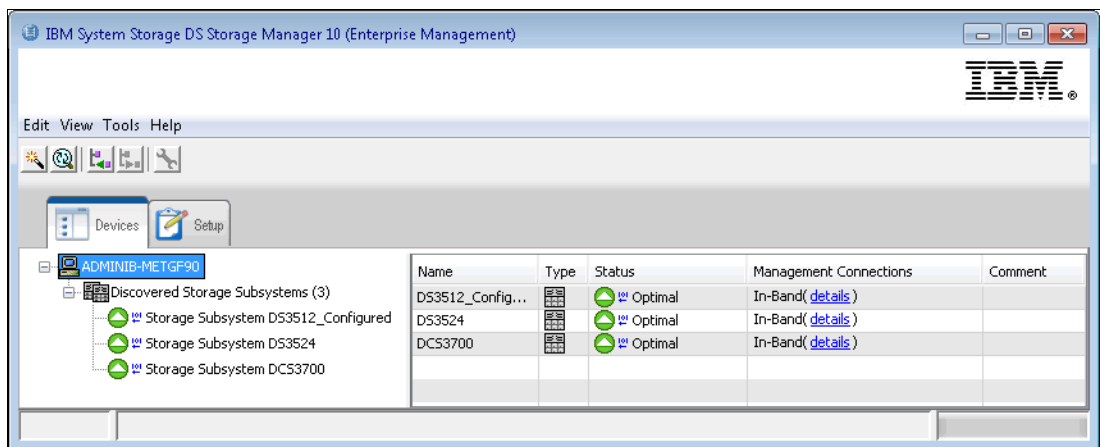 IBM System Storage DS Storage Manager 10 (Enterprise Management)
IBM®
Edit View Tools Help
Devices Setup
ADMINIB-METGF90
Discovered Storage Subsystems (3)
Storage Subsystem DS3512_Configured
Storage Subsystem DS3524
Storage Subsystem DCS3700
Name Type Status Management Connections Comment
DS3512_Config... Optimal In-Band( details )
DS3524 Optimal In-Band( details )
DCS3700 Optimal In-Band( details )